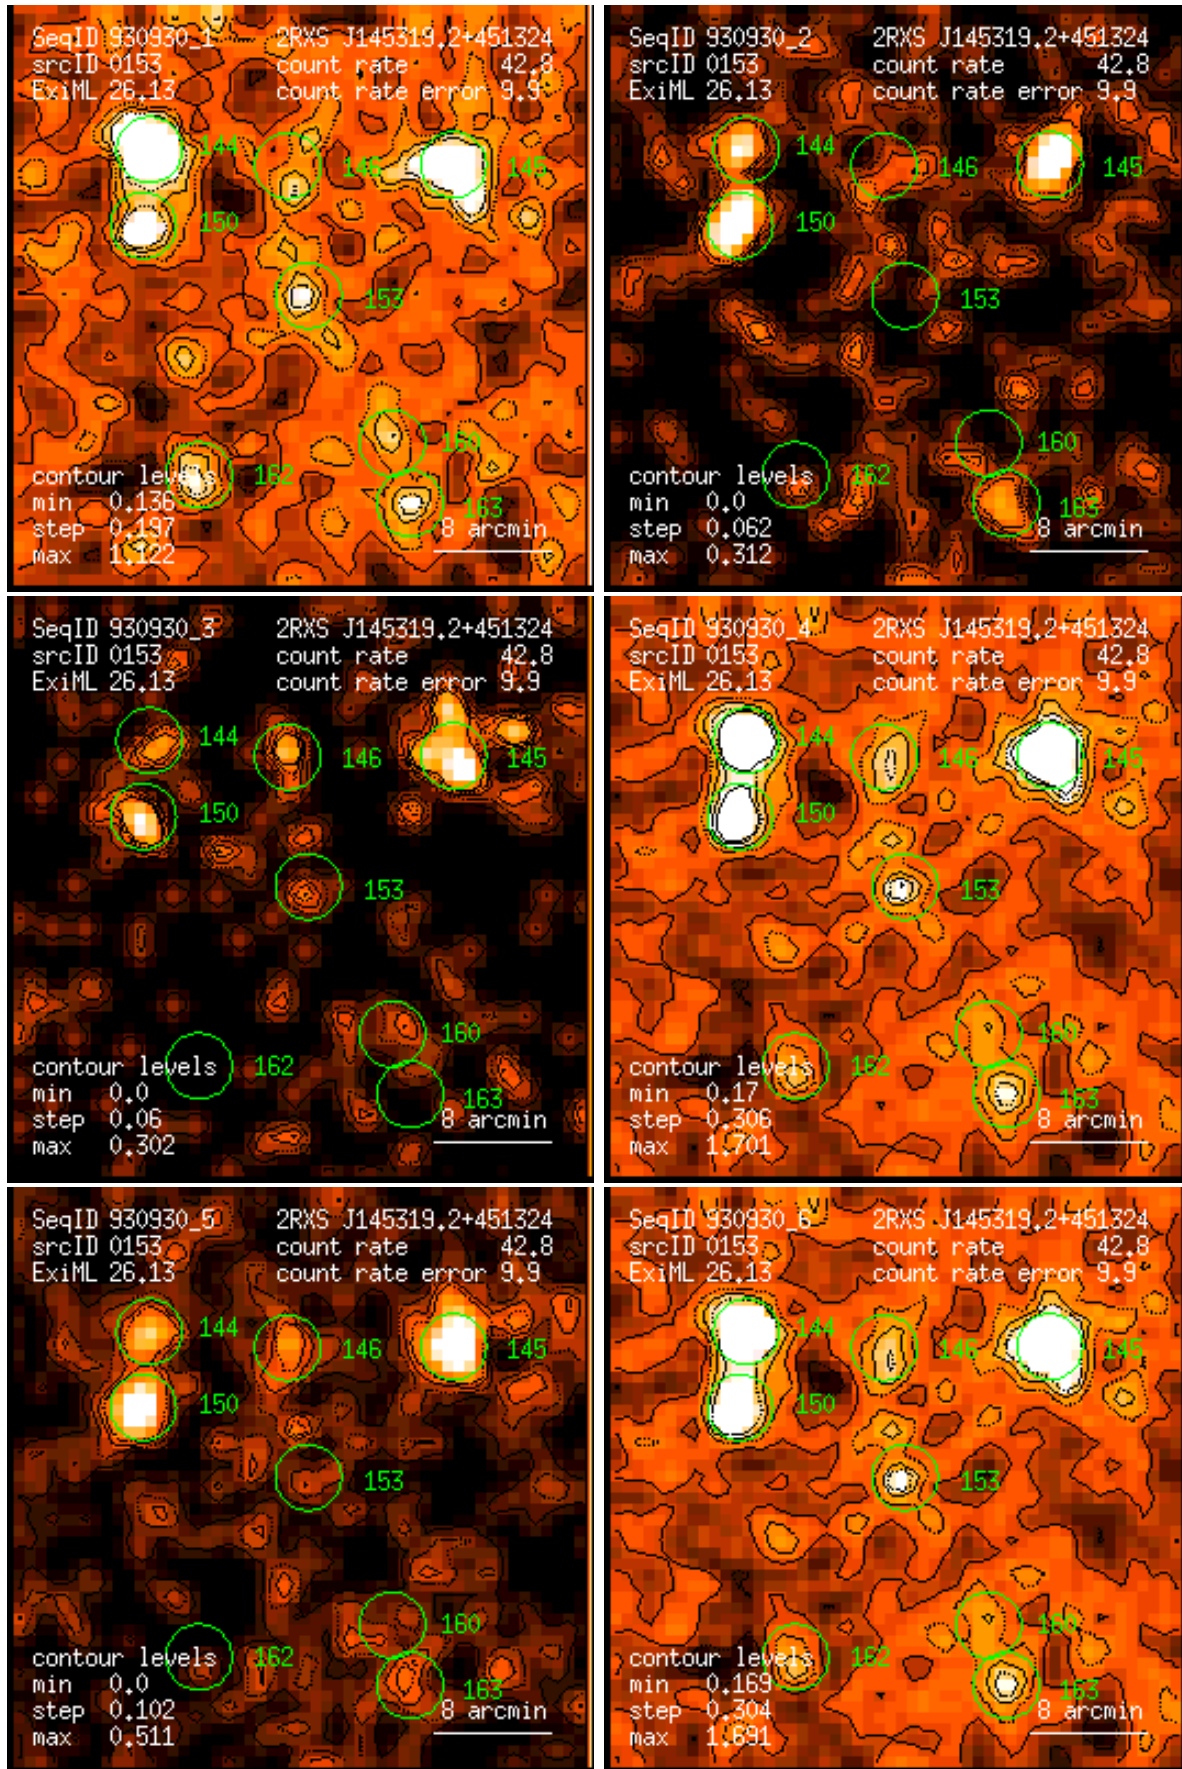 SeqID 930930_1 2RXS J145319.2+451324
srcID 0153 count rate 42.8
ExiML 26.13 count rate error 9.9
144
146 145
150
153
160
162
contour levels
min 0.136
163
step 0.197 8 arcmin
max 1.122
SeqID 930930_2 2RXS J145319.2+451324
srcID 0153 count rate 42.8
ExiML 26.13 count rate error 9.9
144
146 145
150
153
160
162
contour levels
min 0.0
163
step 0.062 8 arcmin
max 0.312
SeqID 930930_3 2RXS J145319.2+451324
srcID 0153 count rate 42.8
ExiML 26.13 count rate error 9.9
144
146 145
150
153
160
162
contour levels
min 0.0
163
step 0.06 8 arcmin
max 0.302
SeqID 930930_4 2RXS J145319.2+451324
srcID 0153 count rate 42.8
ExiML 26.13 count rate error 9.9
144
146 145
150
153
160
162
contour levels
min 0.17
163
step 0.306 8 arcmin
max 1.701
SeqID 930930_5 2RXS J145319.2+451324
srcID 0153 count rate 42.8
ExiML 26.13 count rate error 9.9
144
146 145
150
153
160
162
contour levels
min 0.0
163
step 0.102 8 arcmin
max 0.511
SeqID 930930_6 2RXS J145319.2+451324
srcID 0153 count rate 42.8
ExiML 26.13 count rate error 9.9
144
146 145
150
153
160
162
contour levels
min 0.169
163
step 0.304 8 arcmin
max 1.691